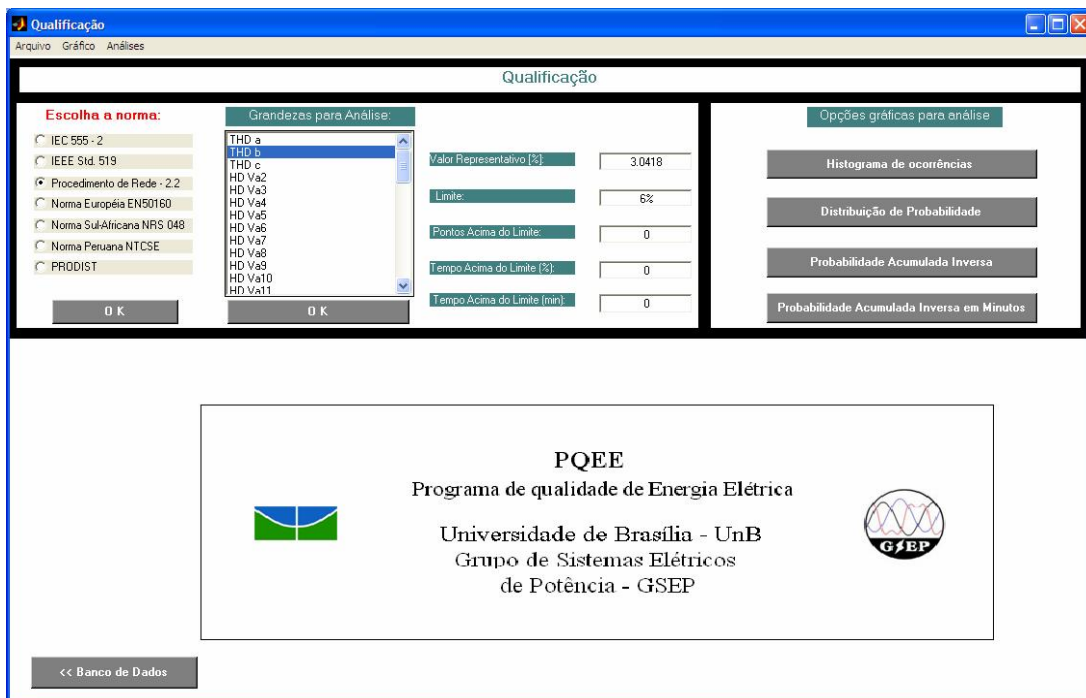 Qualificação
Arquivo Gráfico Análises
Qualificação
Escolha a norma:
IEC 555 - 2
IEEE Std. 519
Procedimento de Rede - 2.2
Norma Européia EN50160
Norma Sul-Africana NRS 048
Norma Peruana NTCSE
PRODIST
O K
Grandezas para Análise:
THD a
THD b
THD c
HD Va2
HD Va3
HD Va4
HD Va5
HD Va6
HD Va7
HD Va8
HD Va9
HD Va10
HD Va11
O K
Valor Representativo [%]: 3.0418
Limite: 6%
Pontos Acima do Limite: 0
Tempo Acima do Limite (%): 0
Tempo Acima do Limite (min): 0
Opções gráficas para análise
Histograma de ocorrências
Distribuição de Probabilidade
Probabilidade Acumulada Inversa
Probabilidade Acumulada Inversa em Minutos
PQEE
Programa de qualidade de Energia Elétrica
Universidade de Brasília - UnB
Grupo de Sistemas Elétricos
de Potência - GSEP
GSEP
<< Banco de Dados